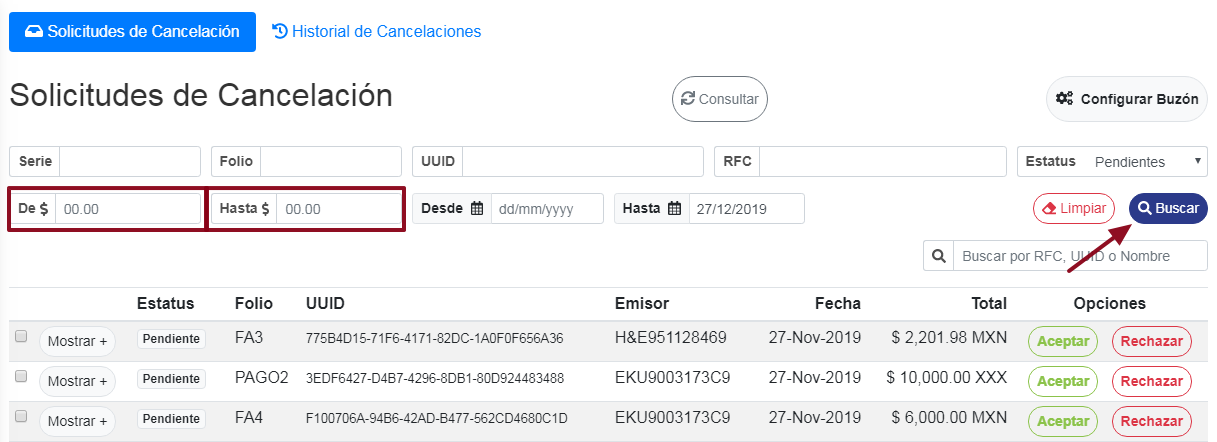 Solicitudes de Cancelación Historial de Cancelaciones
Solicitudes de Cancelación Consultar Configurar Buzón
Serie Folio UUID RFC Estatus Pendientes
De $ 00.00 Hasta $ 00.00 Desde dd/mm/yyyy Hasta 27/12/2019 Limpiar Buscar
Buscar por RFC, UUID o Nombre
Estatus Folio UUID Emisor Fecha Total Opciones
Mostrar + Pendiente FA3 775B4D15-71F6-4171-82DC-1A0F0F656A36 H&E951128469 27-Nov-2019 $ 2,201.98 MXN Aceptar Rechazar
Mostrar + Pendiente PAGO2 3EDF6427-D4B7-4296-8DB1-80D924483488 EKU9003173C9 27-Nov-2019 $ 10,000.00 XXX Aceptar Rechazar
Mostrar + Pendiente FA4 F100706A-94B6-42AD-B477-562CD4680C1D EKU9003173C9 27-Nov-2019 $ 6,000.00 MXN Aceptar Rechazar